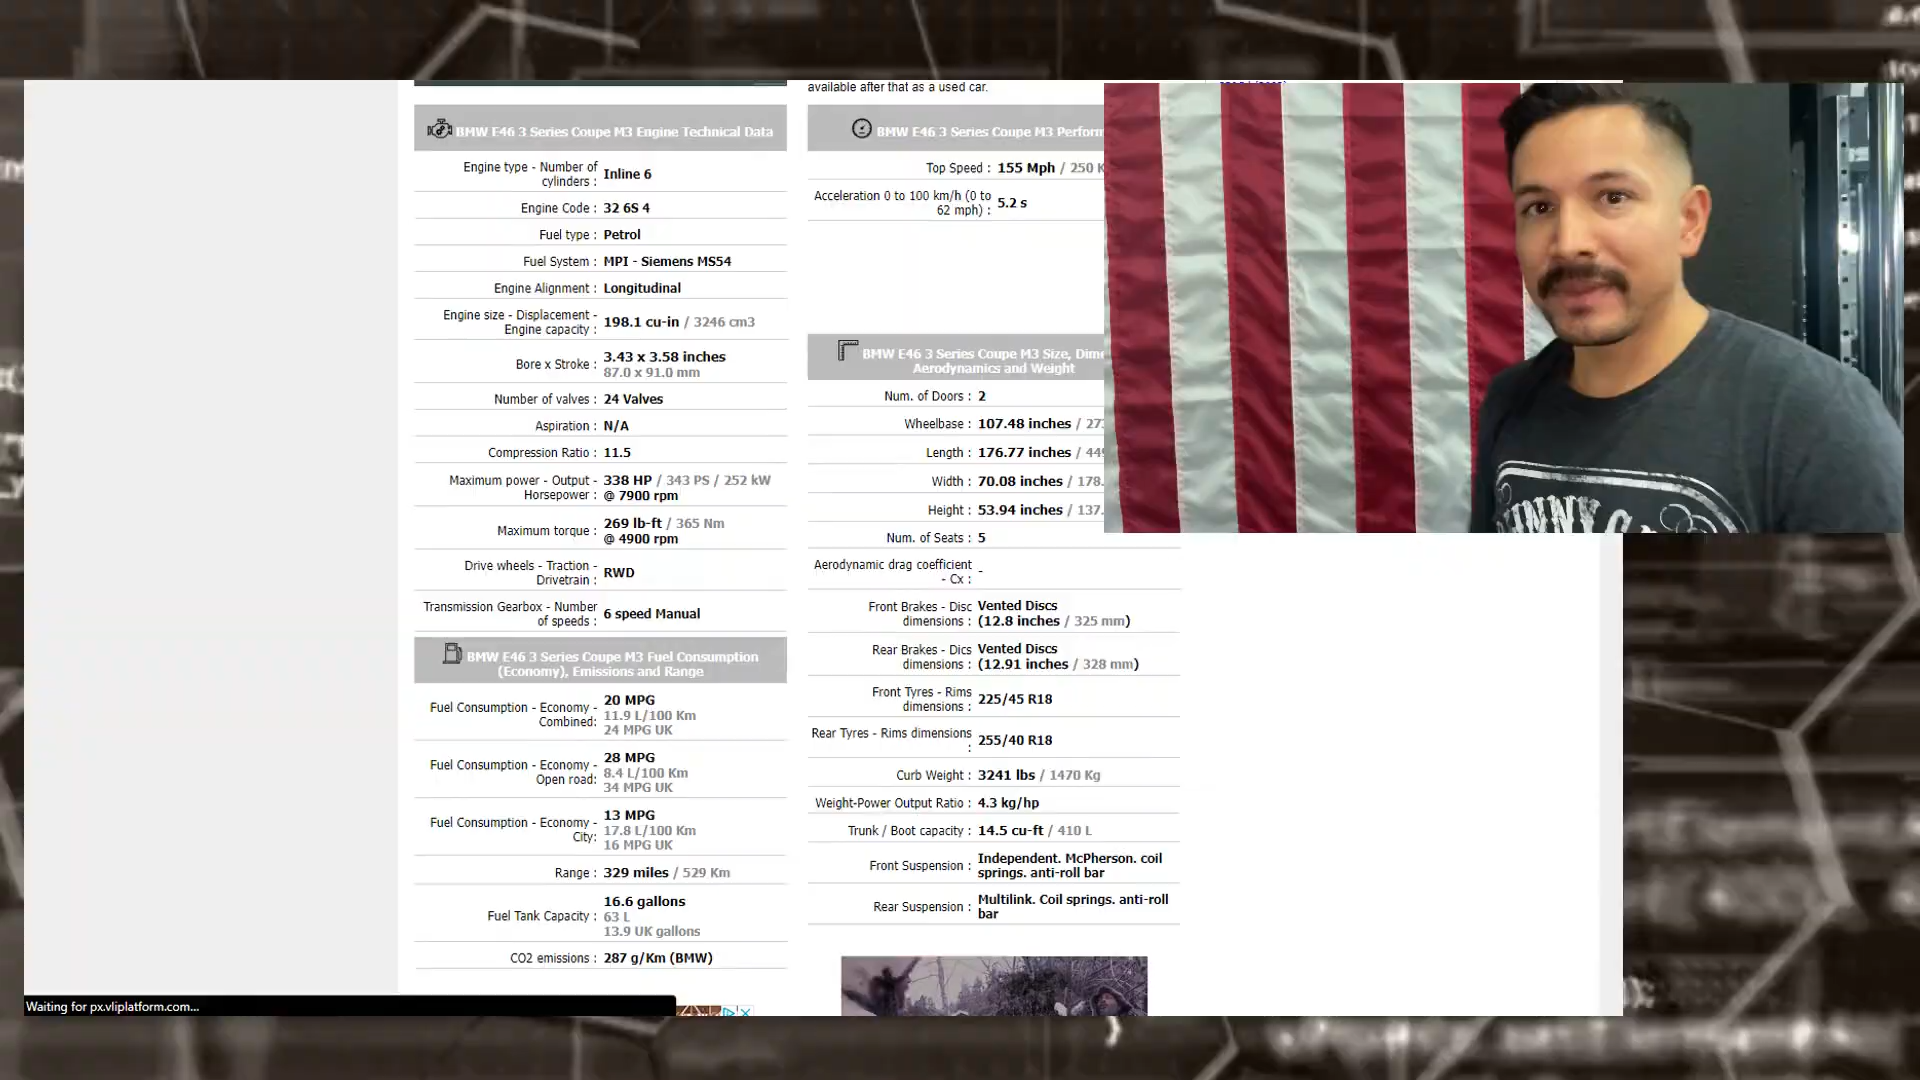 available after that as a used car.
BMW E46 3 Series Coupe M3 Engine Technical Data
Engine type - Number of
cylinders :
Inline 6
Engine Code : 32 6S 4
Fuel type : Petrol
Fuel System : MPI - Siemens MS54
Engine Alignment : Longitudinal
Engine size - Displacement -
Engine capacity :
198.1 cu-in / 3246 cm3
Bore x Stroke :
3.43 x 3.58 inches
87.0 x 91.0 mm
Number of valves : 24 Valves
Aspiration : N/A
Compression Ratio : 11.5
Maximum power - Output -
Horsepower :
338 HP / 343 PS / 252 kW
@ 7900 rpm
Maximum torque :
269 lb-ft / 365 Nm
@ 4900 rpm
Drive wheels - Traction -
Drivetrain :
RWD
Transmission Gearbox - Number
of speeds :
6 speed Manual
BMW E46 3 Series Coupe M3 Fuel Consumption
(Economy), Emissions and Range
Fuel Consumption - Economy -
Combined:
20 MPG
11.9 L/100 Km
24 MPG UK
Fuel Consumption - Economy -
Open road:
28 MPG
8.4 L/100 Km
34 MPG UK
Fuel Consumption - Economy -
City:
13 MPG
17.8 L/100 Km
16 MPG UK
Range : 329 miles / 529 Km
Fuel Tank Capacity :
16.6 gallons
63 L
13.9 UK gallons
CO2 emissions : 287 g/Km (BMW)
BMW E46 3 Series Coupe M3 Perform
Top Speed : 155 Mph / 250 K
Acceleration 0 to 100 km/h (0 to
62 mph) :
5.2 s
BMW E46 3 Series Coupe M3 Size, Dime
Aerodynamics and Weight
Num. of Doors : 2
Wheelbase : 107.48 inches / 27
Length : 176.77 inches / 44
Width : 70.08 inches / 178.
Height : 53.94 inches / 137.
Num. of Seats : 5
Aerodynamic drag coefficient
- Cx :
-
Front Brakes - Disc
dimensions :
Vented Discs
(12.8 inches / 325 mm)
Rear Brakes - Dics
dimensions :
Vented Discs
(12.91 inches / 328 mm)
Front Tyres - Rims
dimensions :
225/45 R18
Rear Tyres - Rims dimensions
:
255/40 R18
Curb Weight : 3241 lbs / 1470 Kg
Weight-Power Output Ratio : 4.3 kg/hp
Trunk / Boot capacity : 14.5 cu-ft / 410 L
Front Suspension :
Independent. McPherson. coil
springs. anti-roll bar
Rear Suspension :
Multilink. Coil springs. anti-roll
bar
Waiting for px.vliplatform.com...